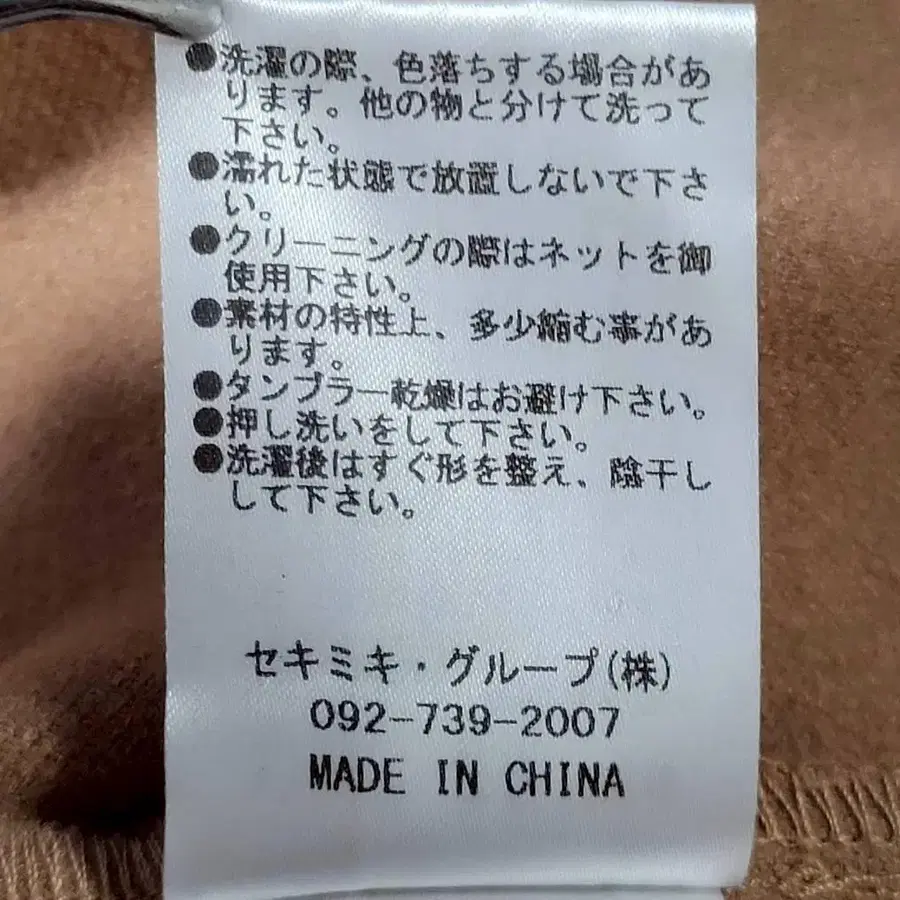 ●洗濯の際、色落ちする場合があ
ります。他の物と分けて洗って
下さい。
●濡れた状態で放置しないで下さ
い。
●クリーニングの際はネットを御
使用下さい。
●素材の特性上、多少縮む事があ
ります。
●タンブラー乾燥はお避け下さい。
●押し洗いをして下さい。
●洗濯後はすぐ形を整え、陰干し
して下さい。
セキミキ・グループ(株)
092-739-2007
MADE IN CHINA